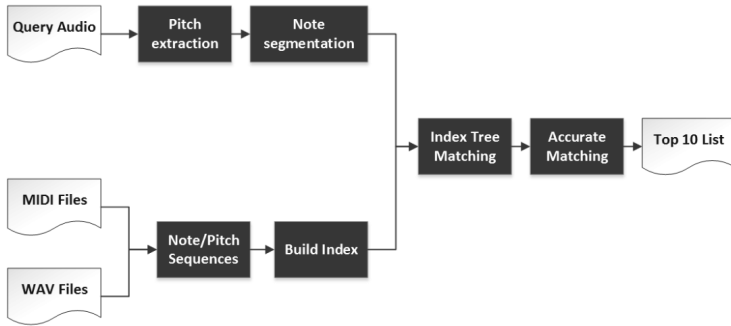 Query Audio
Pitch
extraction
Note
segmentation
Index Tree
Matching
Accurate
Matching
Top 10 List
MIDI Files
Note/Pitch
Sequences
Build Index
WAV Files